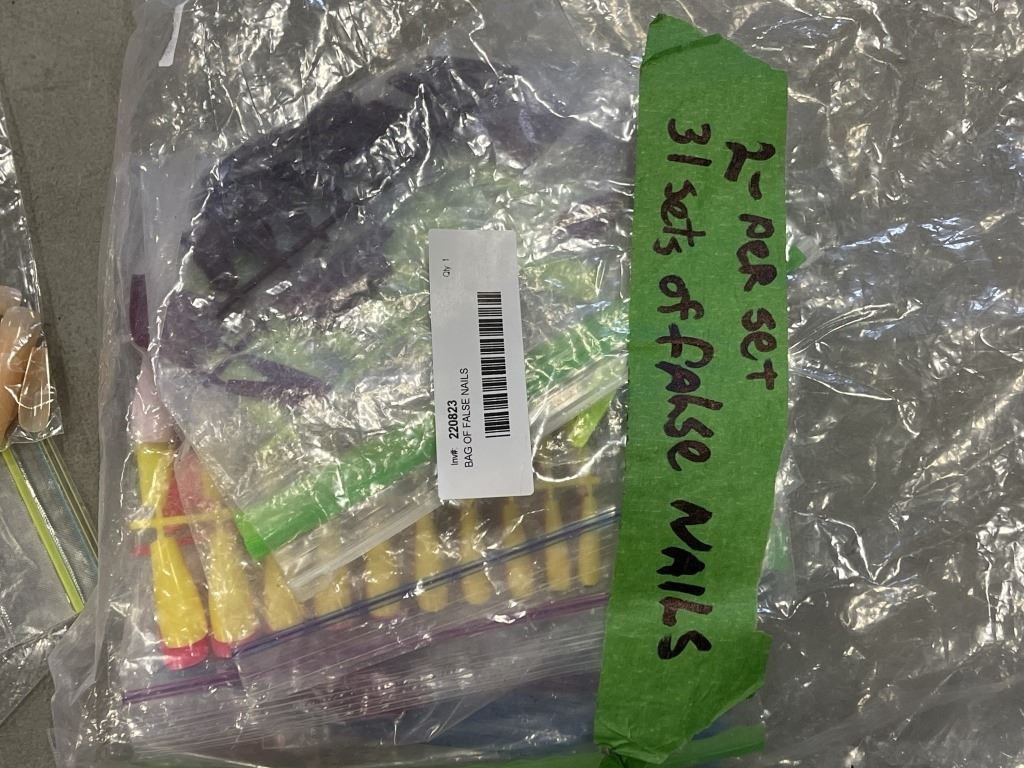 2-per set
31 sets of false NAILS
Qty 1
Inv#: 220823
BAG OF FALSE NAILS